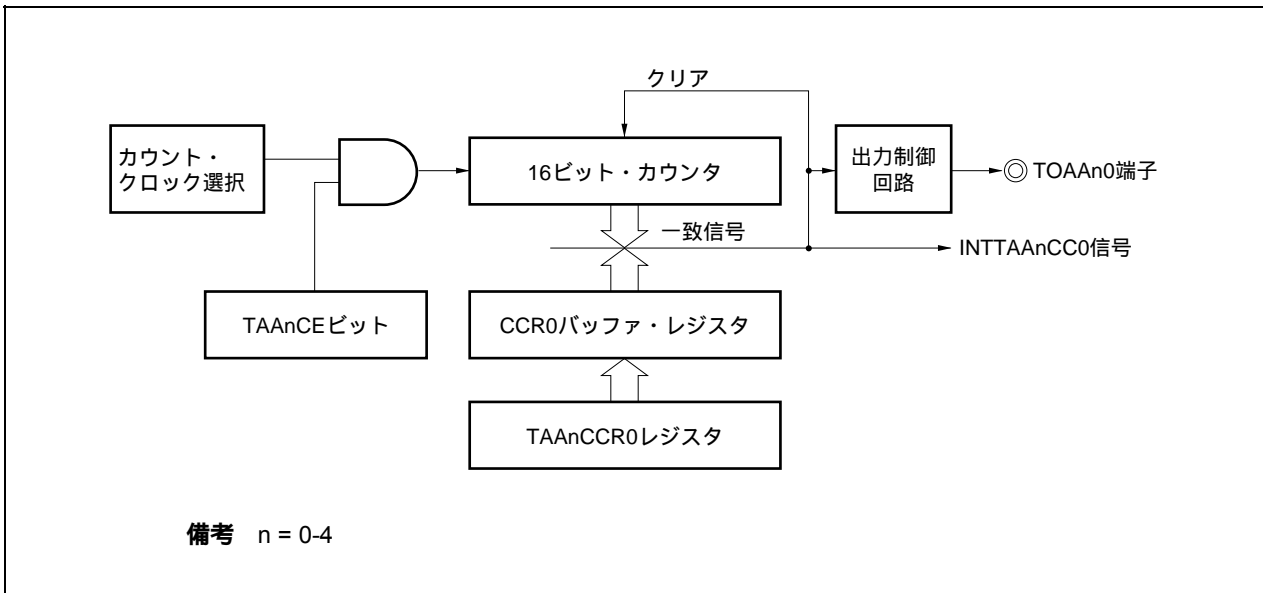 クリア
カウント・
クロック選択
16ビット・カウンタ
出力制御
回路
TOAAn0端子
一致信号
INTTAAnCC0信号
TAAnCEビット
CCR0バッファ・レジスタ
TAAnCCR0レジスタ
備考 n = 0-4